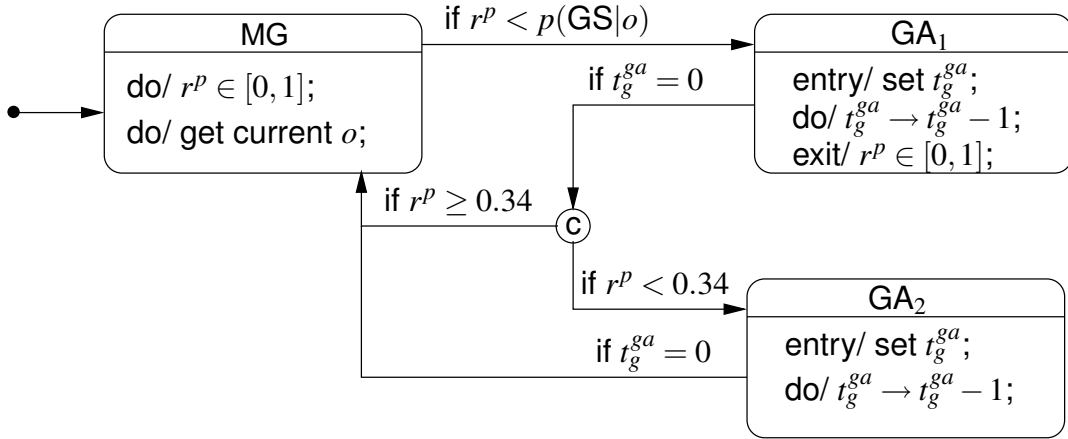 MG
do/ r^p ∈ [0, 1];
do/ get current o;
if r^p < p(GS|o)
GA_1
entry/ set t_g^{ga};
do/ t_g^{ga} → t_g^{ga} − 1;
exit/ r^p ∈ [0, 1];
if t_g^{ga} = 0
if r^p ≥ 0.34
c
if r^p < 0.34
GA_2
entry/ set t_g^{ga};
do/ t_g^{ga} → t_g^{ga} − 1;
if t_g^{ga} = 0